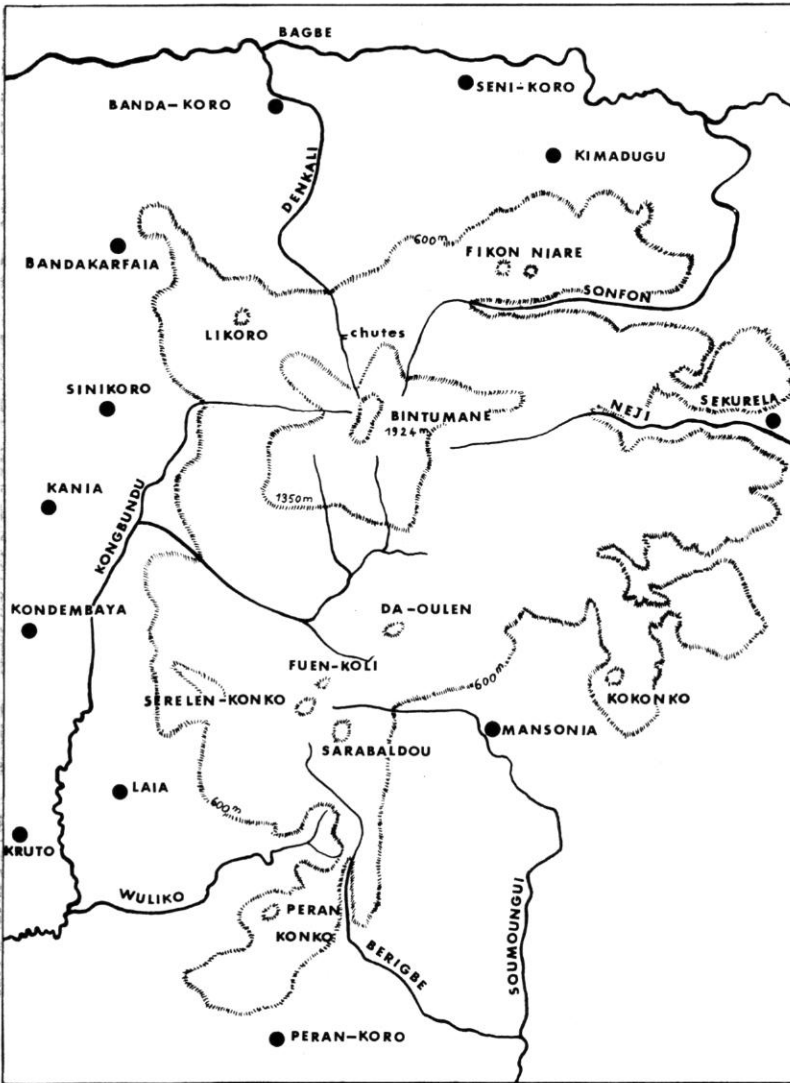 BAGBE
SENI-KORO
BANDA-KORO
KIMADUGU
DENKALI
BANDAKARFAIA
600m
FIKON NIARE
SONFON
LIKORO
chutes
SINIKORO
BINTUMANE
1924m
NEJI
SEKURELA
KANIA
1350m
KONGBUNDU
KONDEMBAYA
DA-OULEN
FUEN-KOLI
600m
SERELEN-KONKO
KOKONKO
MANSONIA
SARABALDOU
LAIA
600m
KRUTO
WULIKO
PERAN
KONKO
BERIGBE
SOUMOUNGUI
PERAN-KORO